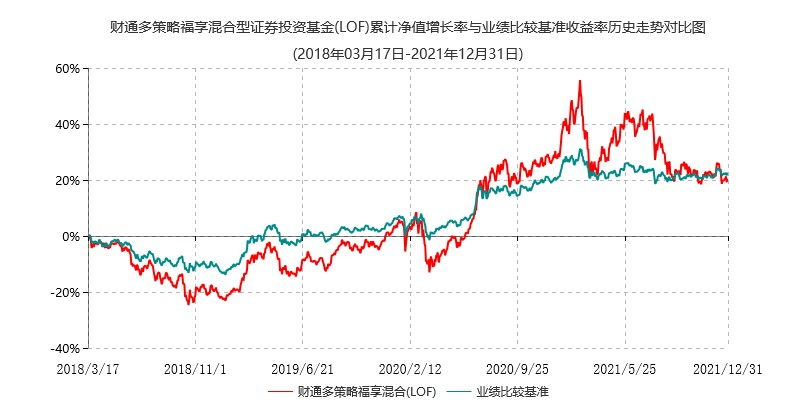 财通多策略福享混合型证券投资基金(LOF)累计净值增长率与业绩比较基准收益率历史走势对比图
(2018年03月17日-2021年12月31日)
60%
40%
20%
0%
-20%
-40%
2018/3/17 2018/11/1 2019/6/21 2020/2/12 2020/9/25 2021/5/25 2021/12/31
财通多策略福享混合(LOF) 业绩比较基准